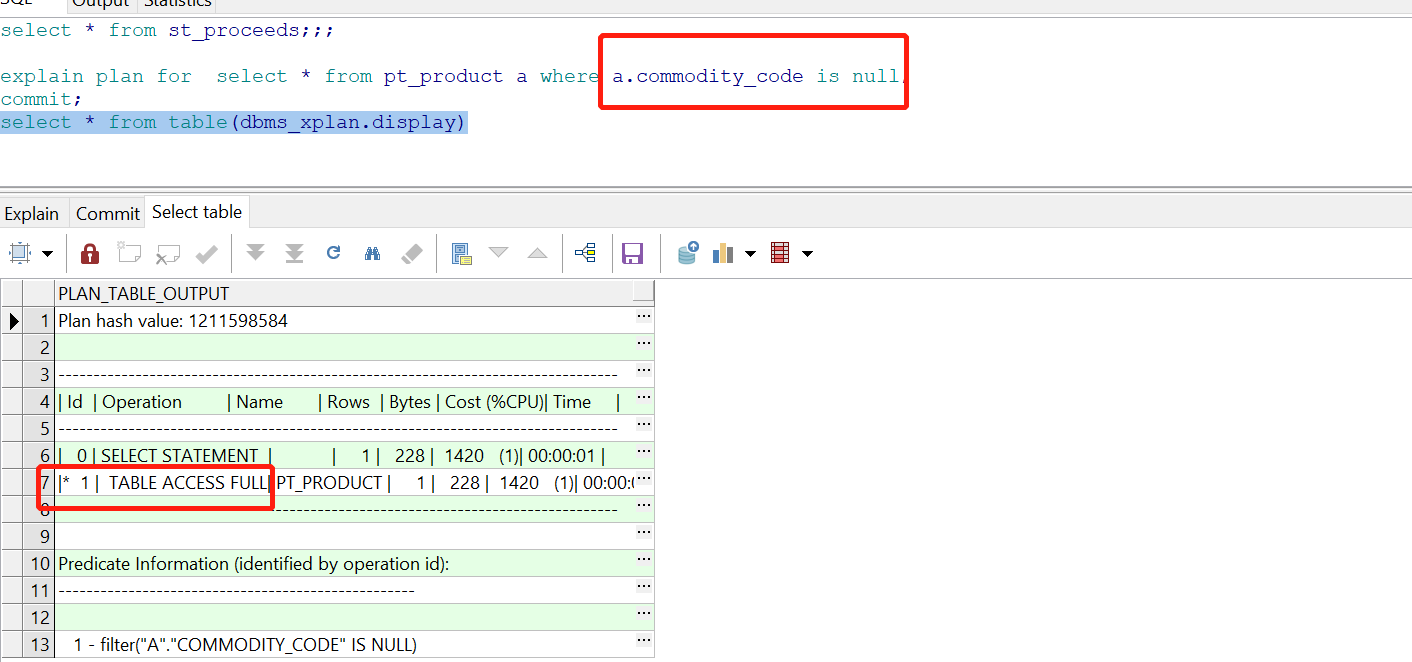 SQL Output Statistics
select * from st_proceeds;;;
explain plan for  select * from pt_product a where a.commodity_code is null;
commit;
select * from table(dbms_xplan.display)
Explain Commit Select table
PLAN_TABLE_OUTPUT
1 Plan hash value: 1211598584 ...
2 ...
3 -------------------------------------------------------------------------------- ...
4 | Id | Operation | Name | Rows | Bytes | Cost (%CPU)| Time | ...
5 -------------------------------------------------------------------------------- ...
6 | 0 | SELECT STATEMENT | | 1 | 228 | 1420 (1)| 00:00:01 | ...
7 |* 1 | TABLE ACCESS FULL| PT_PRODUCT | 1 | 228 | 1420 (1)| 00:00:0 ...
8 -------------------------------------------------------------------------------- ...
9 ...
10 Predicate Information (identified by operation id): ...
11 --------------------------------------------------- ...
12 ...
13 1 - filter("A"."COMMODITY_CODE" IS NULL) ...